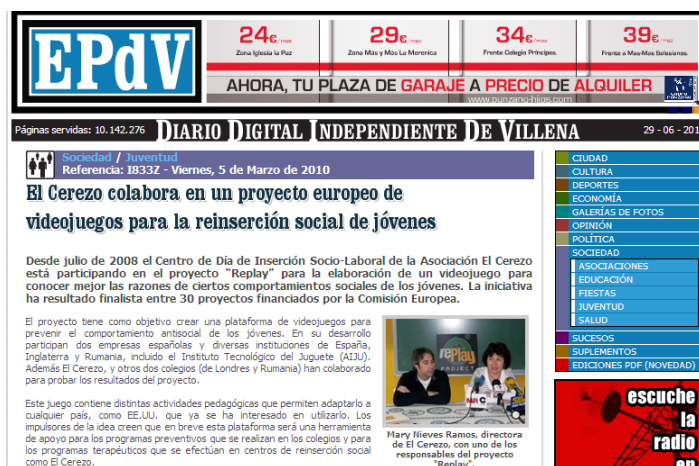 EPdV
24€/mes
Zona Iglesia la Paz
29€/mes
Zona Más y Más La Morenica
34€/mes
Frente Colegio Príncipes.
39€/mes
Frente a Mas-Mas Salesianos.
AHORA, TU PLAZA DE GARAJE A PRECIO DE ALQUILER
Páginas servidas: 10.142.276
DIARIO DIGITAL INDEPENDIENTE DE VILLENA
29 - 06 - 201
Sociedad / Juventud
Referencia: I833Z - Viernes, 5 de Marzo de 2010
El Cerezo colabora en un proyecto europeo de
videojuegos para la reinserción social de jóvenes
Desde julio de 2008 el Centro de Día de Inserción Socio-Laboral de la Asociación El Cerezo
está participando en el proyecto "Replay" para la elaboración de un videojuego para
conocer mejor las razones de ciertos comportamientos sociales de los jóvenes. La iniciativa
ha resultado finalista entre 30 proyectos financiados por la Comisión Europea.
El proyecto tiene como objetivo crear una plataforma de videojuegos para
prevenir el comportamiento antisocial de los jóvenes. En su desarrollo
participan dos empresas españolas y diversas instituciones de España,
Inglaterra y Rumania, incluido el Instituto Tecnológico del Juguete (AIJU).
Además El Cerezo, y otros dos colegios (de Londres y Rumania) han colaborado
para probar los resultados del proyecto.
Este juego contiene distintas actividades pedagógicas que permiten adaptarlo a
cualquier país, como EE.UU. que ya se ha interesado en utilizarlo. Los
impulsores de la idea creen que en breve esta plataforma será una herramienta
de apoyo para los programas preventivos que se realizan en los colegios y para
los programas terapéuticos que se efectúan en centros de reinserción social
como El Cerezo.
replay
PROJECT
Mary Nieves Ramos, directora
de El Cerezo, con uno de los
responsables del proyecto
"Replay".
CIUDAD
CULTURA
DEPORTES
ECONOMÍA
GALERÍAS DE FOTOS
OPINIÓN
POLÍTICA
SOCIEDAD
ASOCIACIONES
EDUCACIÓN
FIESTAS
JUVENTUD
SALUD
SUCESOS
SUPLEMENTOS
EDICIONES PDF (NOVEDAD)
escuche
la
radio
en